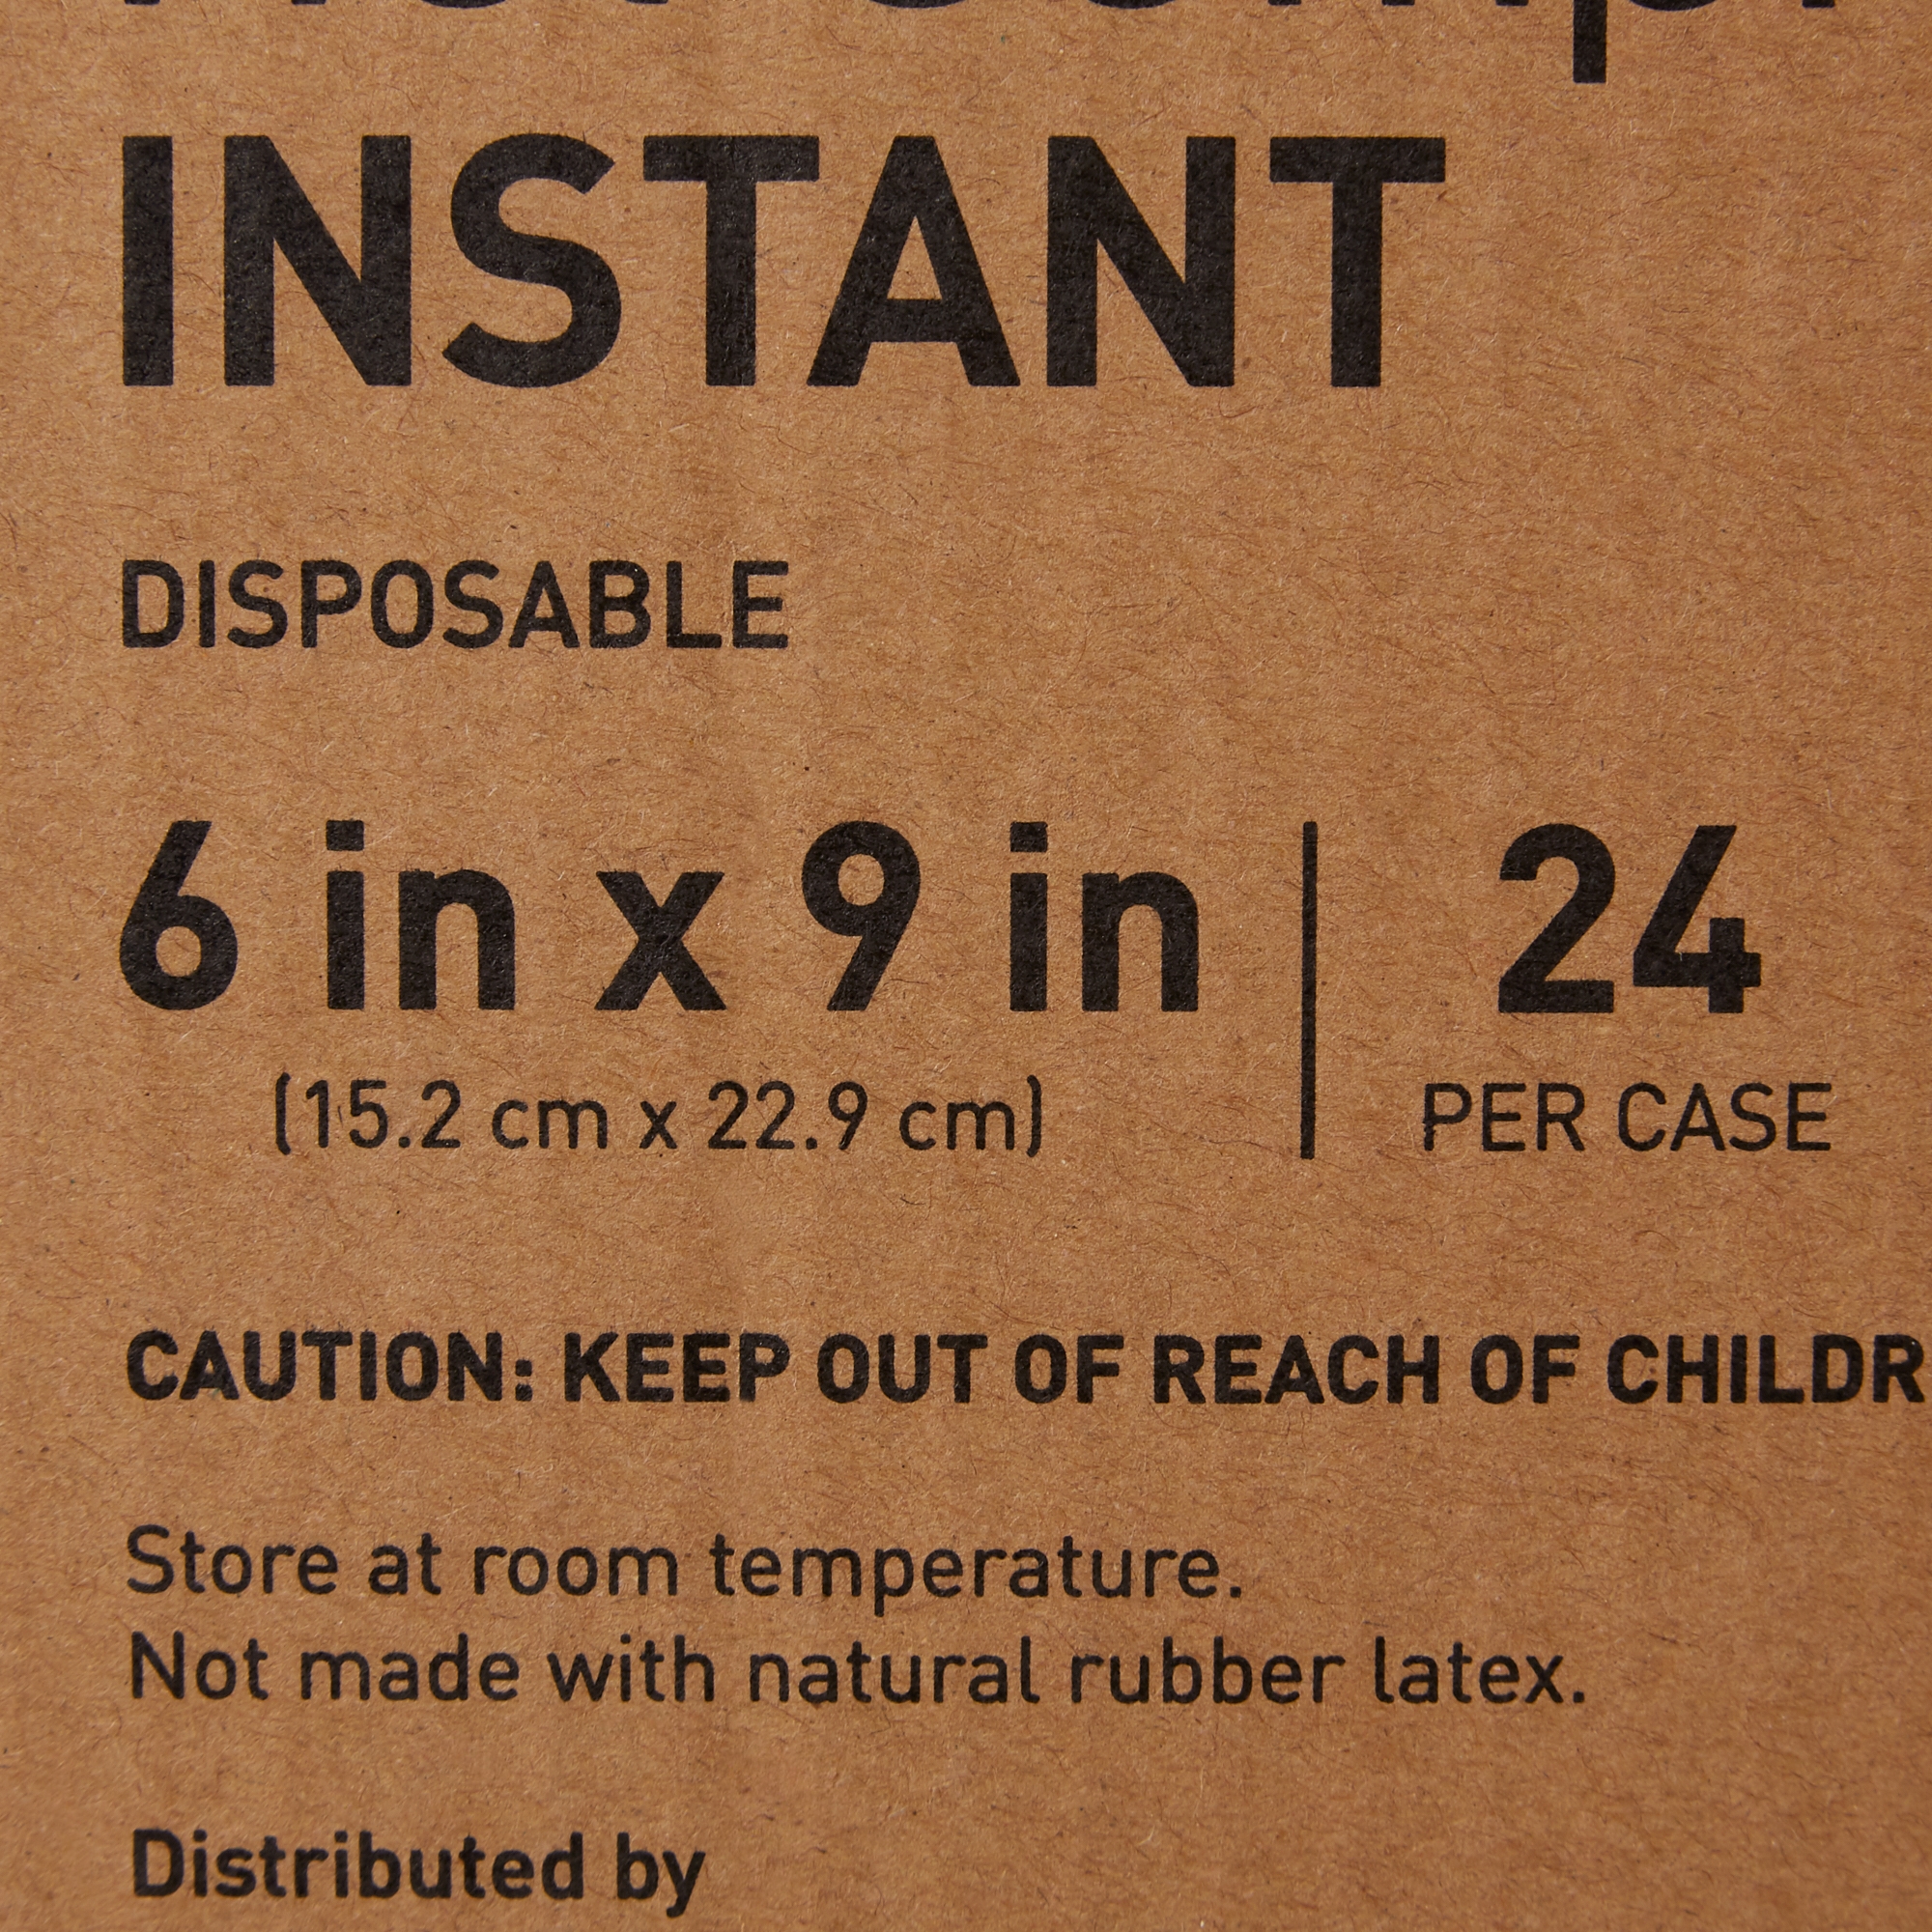 INSTANT
DISPOSABLE
6 in x 9 in | 24
(15.2 cm x 22.9 cm) PER CASE
CAUTION: KEEP OUT OF REACH OF CHILDR
Store at room temperature.
Not made with natural rubber latex.
Distributed by